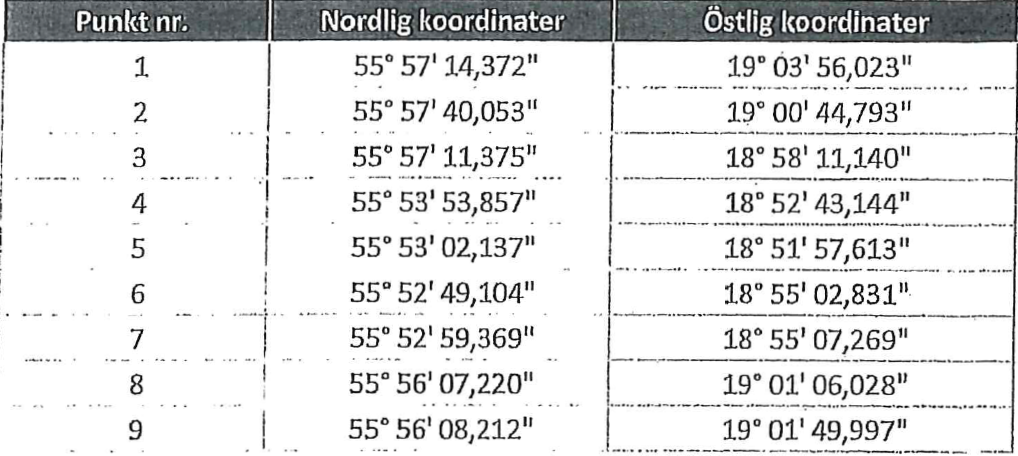 Punkt nr. Nordlig koordinater Östlig koordinater
1 55° 57' 14,372" 19° 03' 56,023"
2 55° 57' 40,053" 19° 00' 44,793"
3 55° 57' 11,375" 18° 58' 11,140"
4 55° 53' 53,857" 18° 52' 43,144"
5 55° 53' 02,137" 18° 51' 57,613"
6 55° 52' 49,104" 18° 55' 02,831"
7 55° 52' 59,369" 18° 55' 07,269"
8 55° 56' 07,220" 19° 01' 06,028"
9 55° 56' 08,212" 19° 01' 49,997"